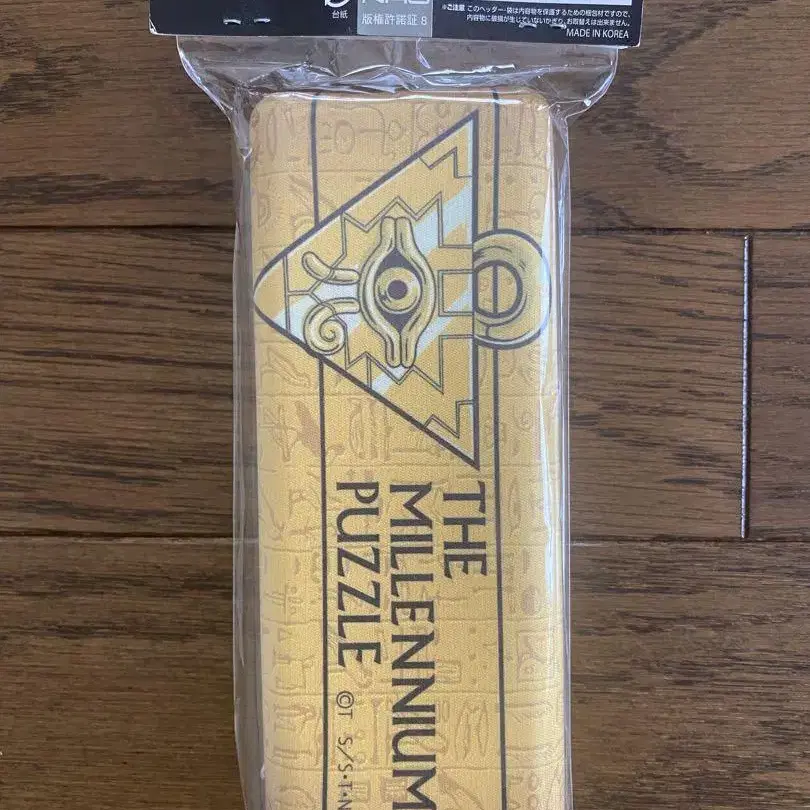 台紙
版権許諾証 8
※ご注意 このヘッダー・袋は内容物を保護するための梱包材ですので、
内容物に破損が生じていないかぎり、お取替えは出来ません。
MADE IN KOREA
THE
MILLENNIUM
PUZZLE
©T S/S・T・N